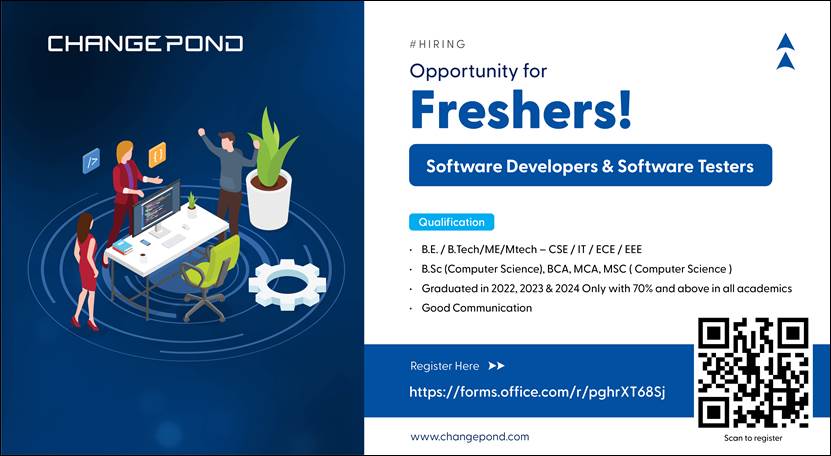 CHANGEPOND
#HIRING
Opportunity for
Freshers!
Software Developers & Software Testers
Qualification
· B.E. / B.Tech/ME/Mtech – CSE / IT / ECE / EEE
· B.Sc (Computer Science), BCA, MCA, MSC ( Computer Science )
· Graduated in 2022, 2023 & 2024 Only with 70% and above in all academics
· Good Communication
Register Here
https://forms.office.com/r/pghrXT68Sj
www.changepond.com
Scan to register